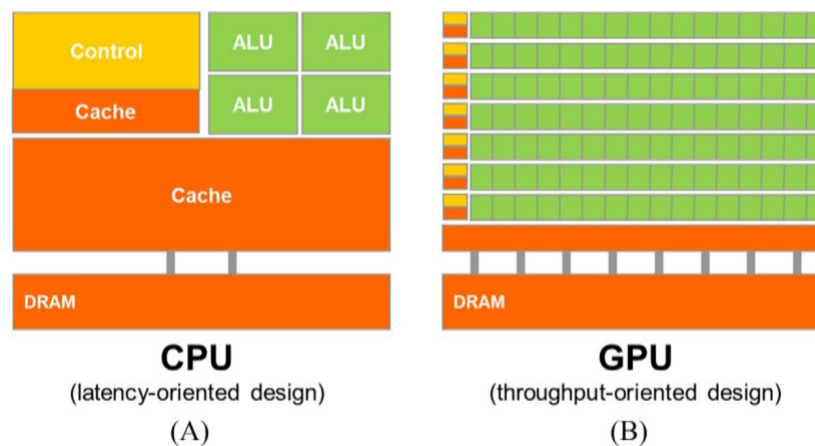 Control
ALU ALU
Cache
ALU ALU
Cache
DRAM
CPU
(latency-oriented design)
(A)
DRAM
GPU
(throughput-oriented design)
(B)